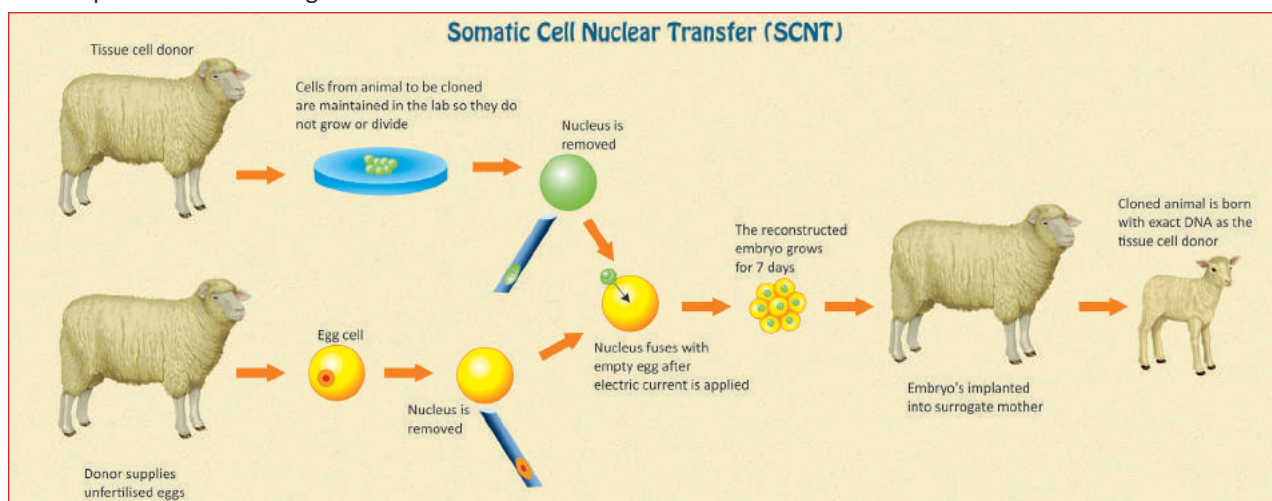 Somatic Cell Nuclear Transfer (SCNT)
Tissue cell donor
Cells from animal to be cloned
are maintained in the lab so they do
not grow or divide
Nucleus is
removed
Cloned animal is born
with exact DNA as the
tissue cell donor
The reconstructed
embryo grows
for 7 days
Egg cell
Nucleus is
removed
Nucleus fuses with
empty egg after
electric current is applied
Embryo's implanted
into surrogate mother
Donor supplies
unfertilised eggs